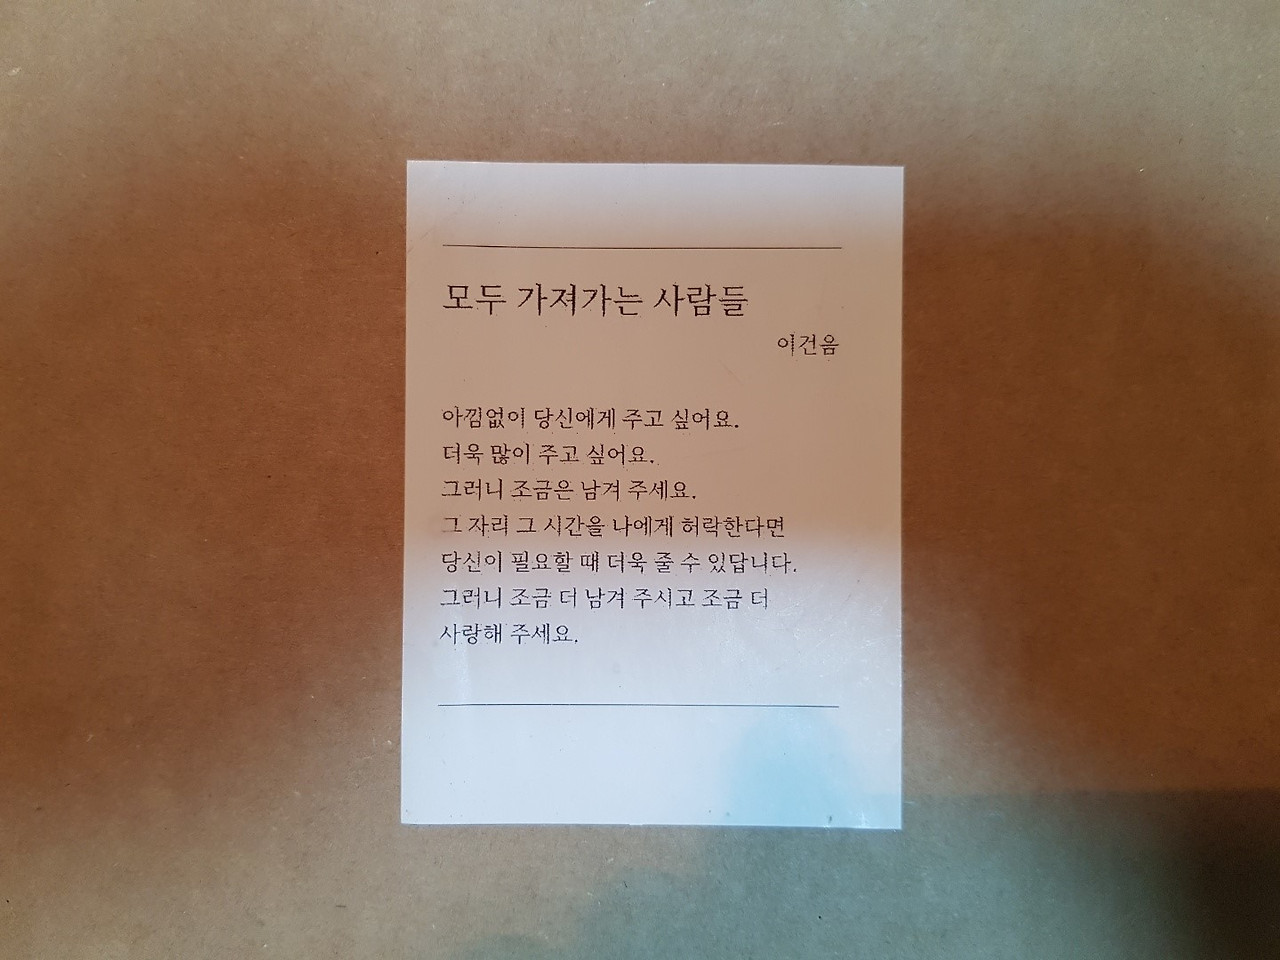 모두 가져가는 사람들
이건음
아낌없이 당신에게 주고 싶어요.
더욱 많이 주고 싶어요.
그러니 조금은 남겨 주세요.
그 자리 그 시간을 나에게 허락한다면
당신이 필요할 때 더욱 줄 수 있답니다.
그러니 조금 더 남겨 주시고 조금 더
사랑해 주세요.